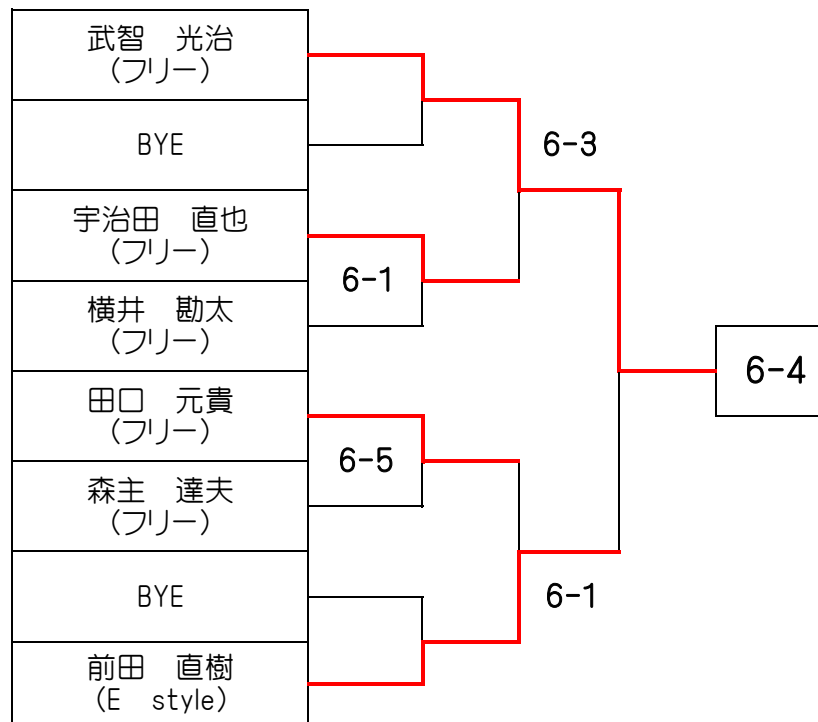 武智　光治
(フリー)
BYE
宇治田　直也
(フリー)
横井　勘太
(フリー)
田口　元貴
(フリー)
森主　達夫
(フリー)
BYE
前田　直樹
(E　style)
6-1
6-5
6-3
6-1
6-4